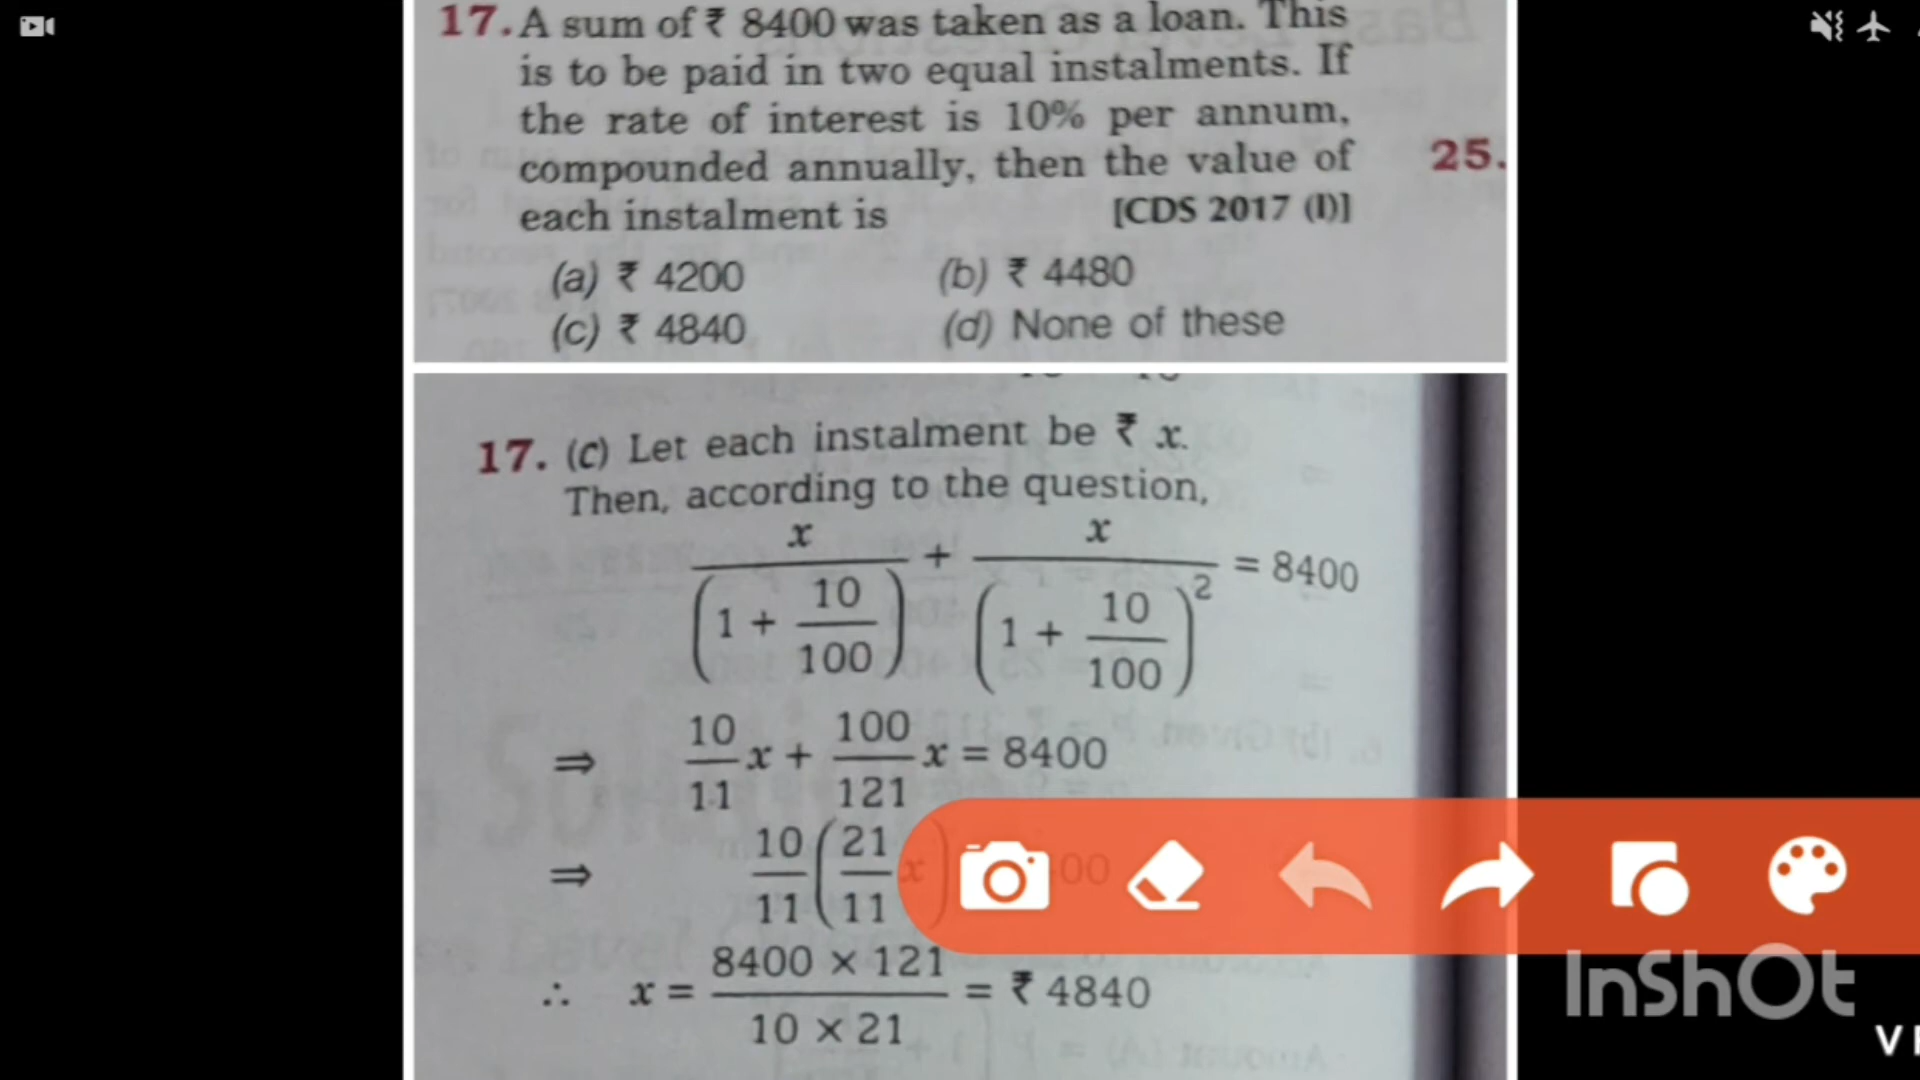 17. A sum of ₹ 8400 was taken as a loan. This
is to be paid in two equal instalments. If
the rate of interest is 10% per annum,
compounded annually, then the value of
each instalment is [CDS 2017 (I)]
(a) ₹ 4200 (b) ₹ 4480
(c) ₹ 4840 (d) None of these
25.
17. (c) Let each instalment be ₹ x.
Then, according to the question,
x / (1 + 10/100) + x / (1 + 10/100)² = 8400
⇒ 10/11 x + 100/121 x = 8400
⇒ 10/11 (21/11 x) 00
∴ x = 8400 × 121 / 10 × 21 = ₹ 4840
InShOt